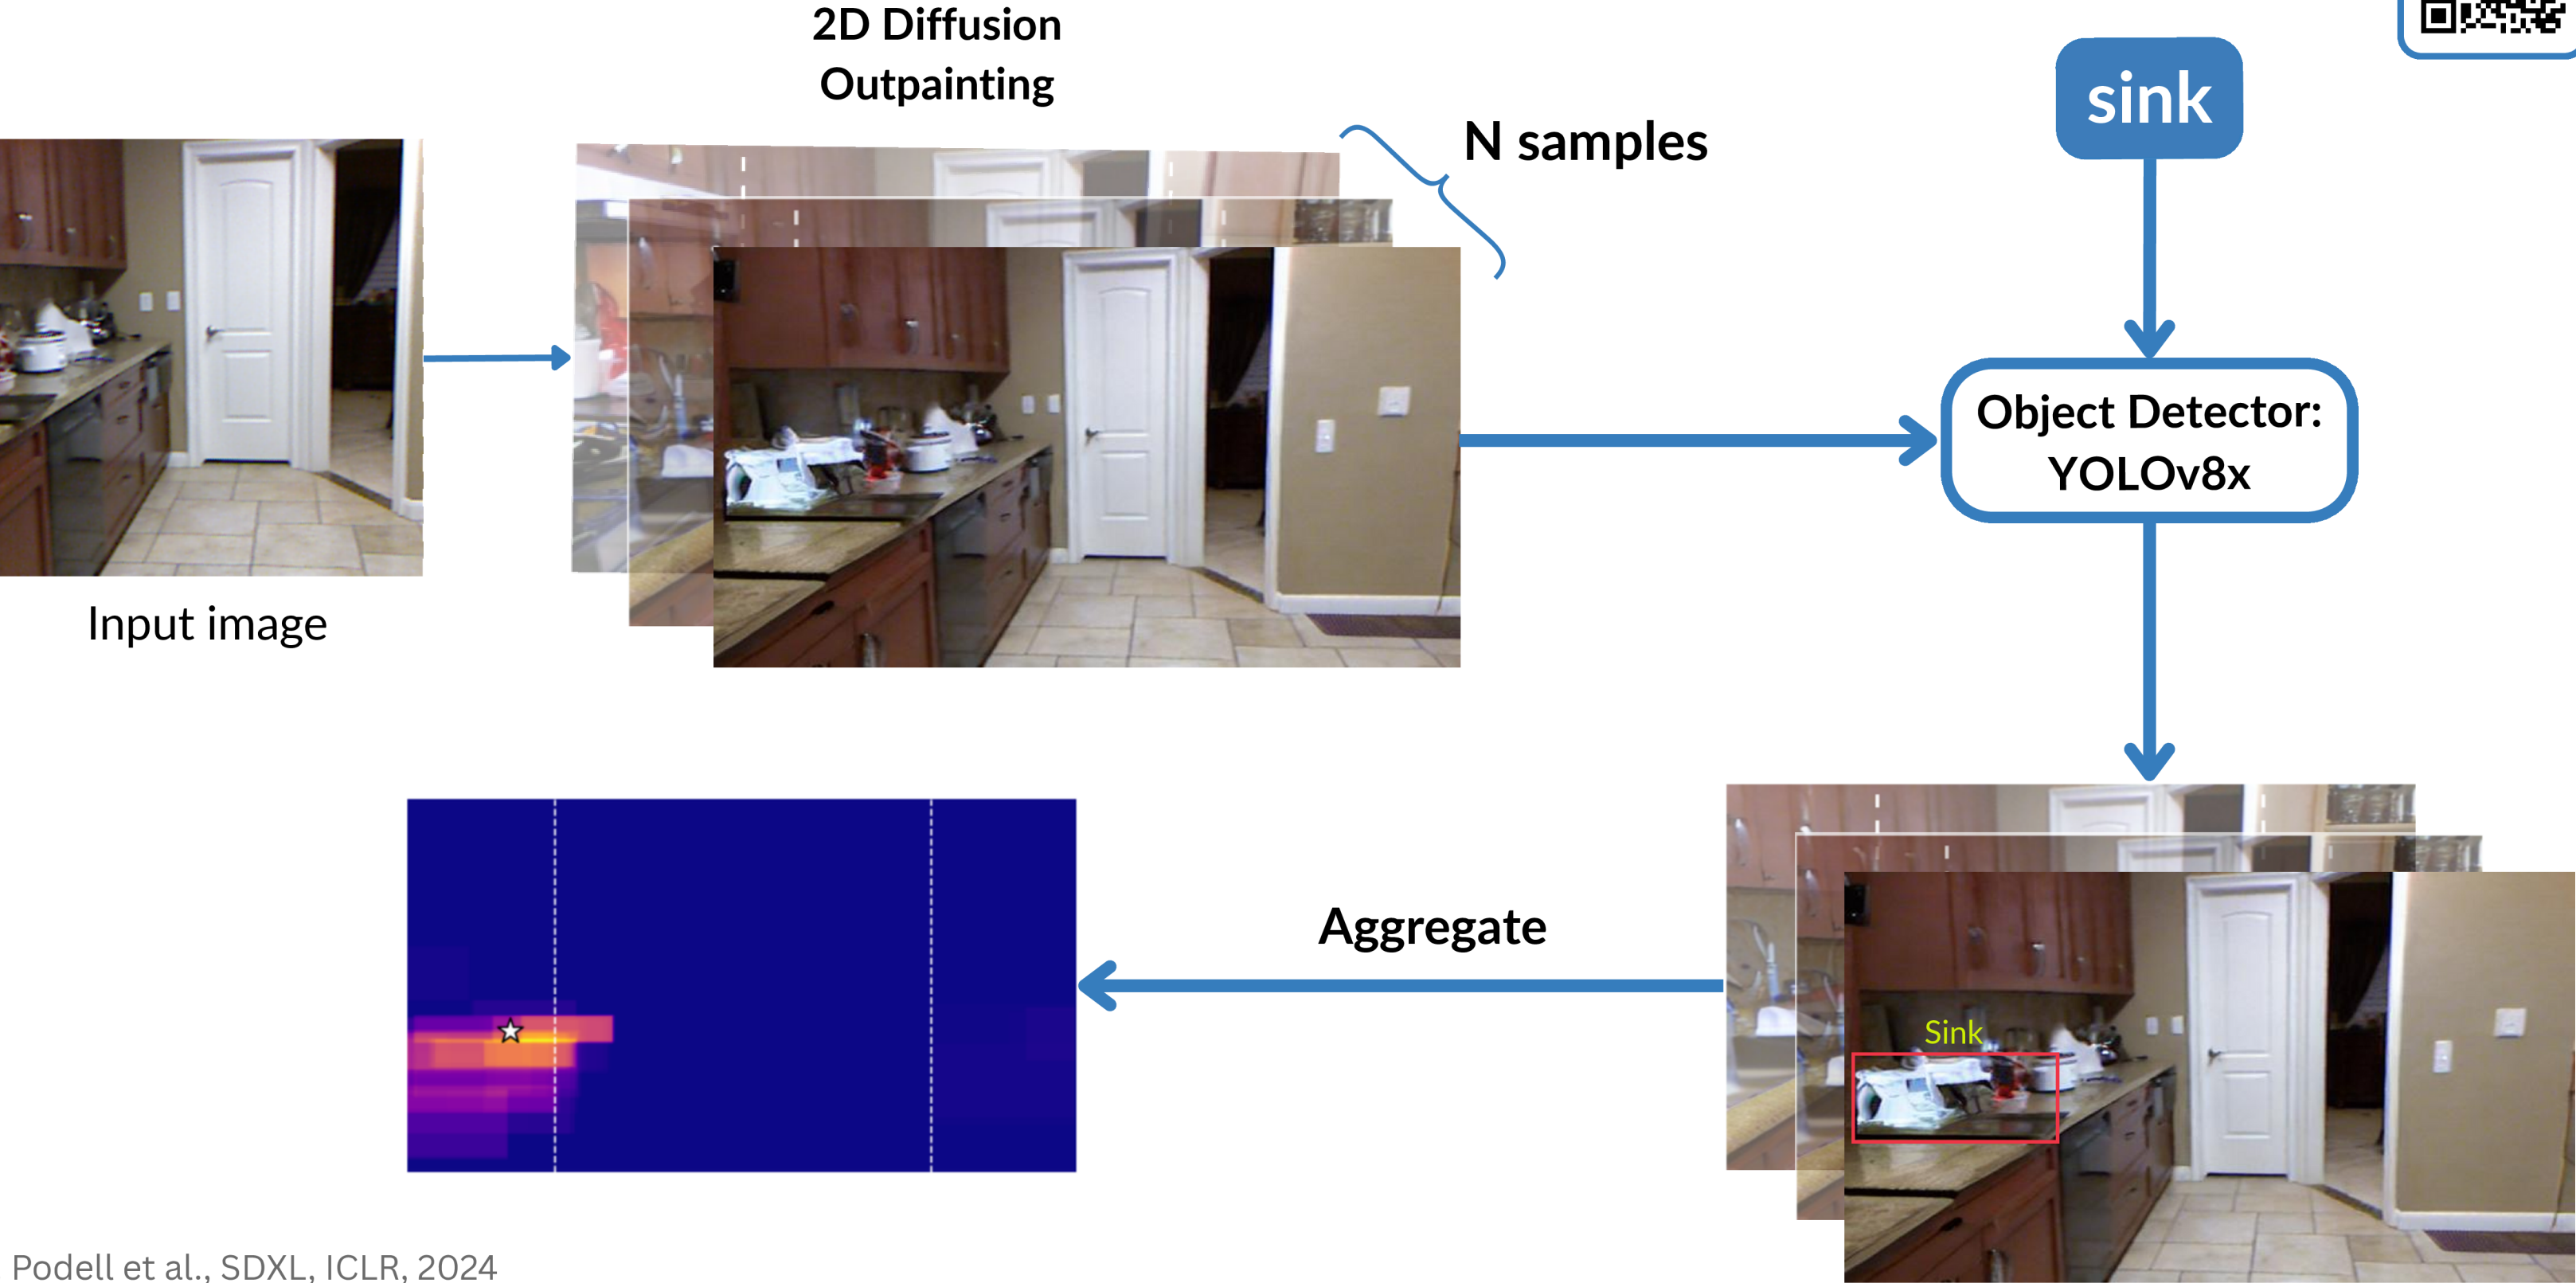 2D Diffusion
Outpainting
N samples
sink
Input image
Object Detector:
YOLOv8x
Aggregate
Sink
Podell et al., SDXL, ICLR, 2024